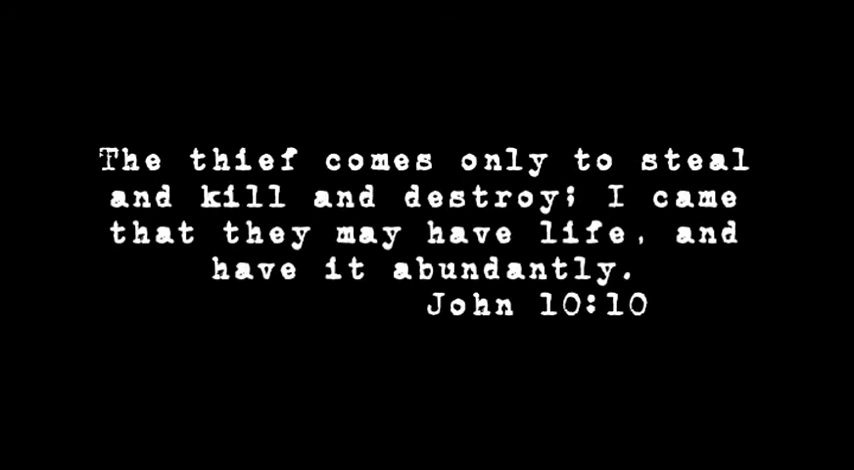 The thief comes only to steal
and kill and destroy; I came
that they may have life, and
have it abundantly.
John 10:10